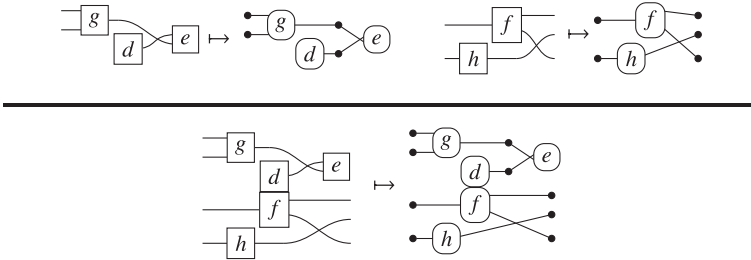 g d e ↦ g d e
f h ↦ f h
g d e f h ↦ g d e f h